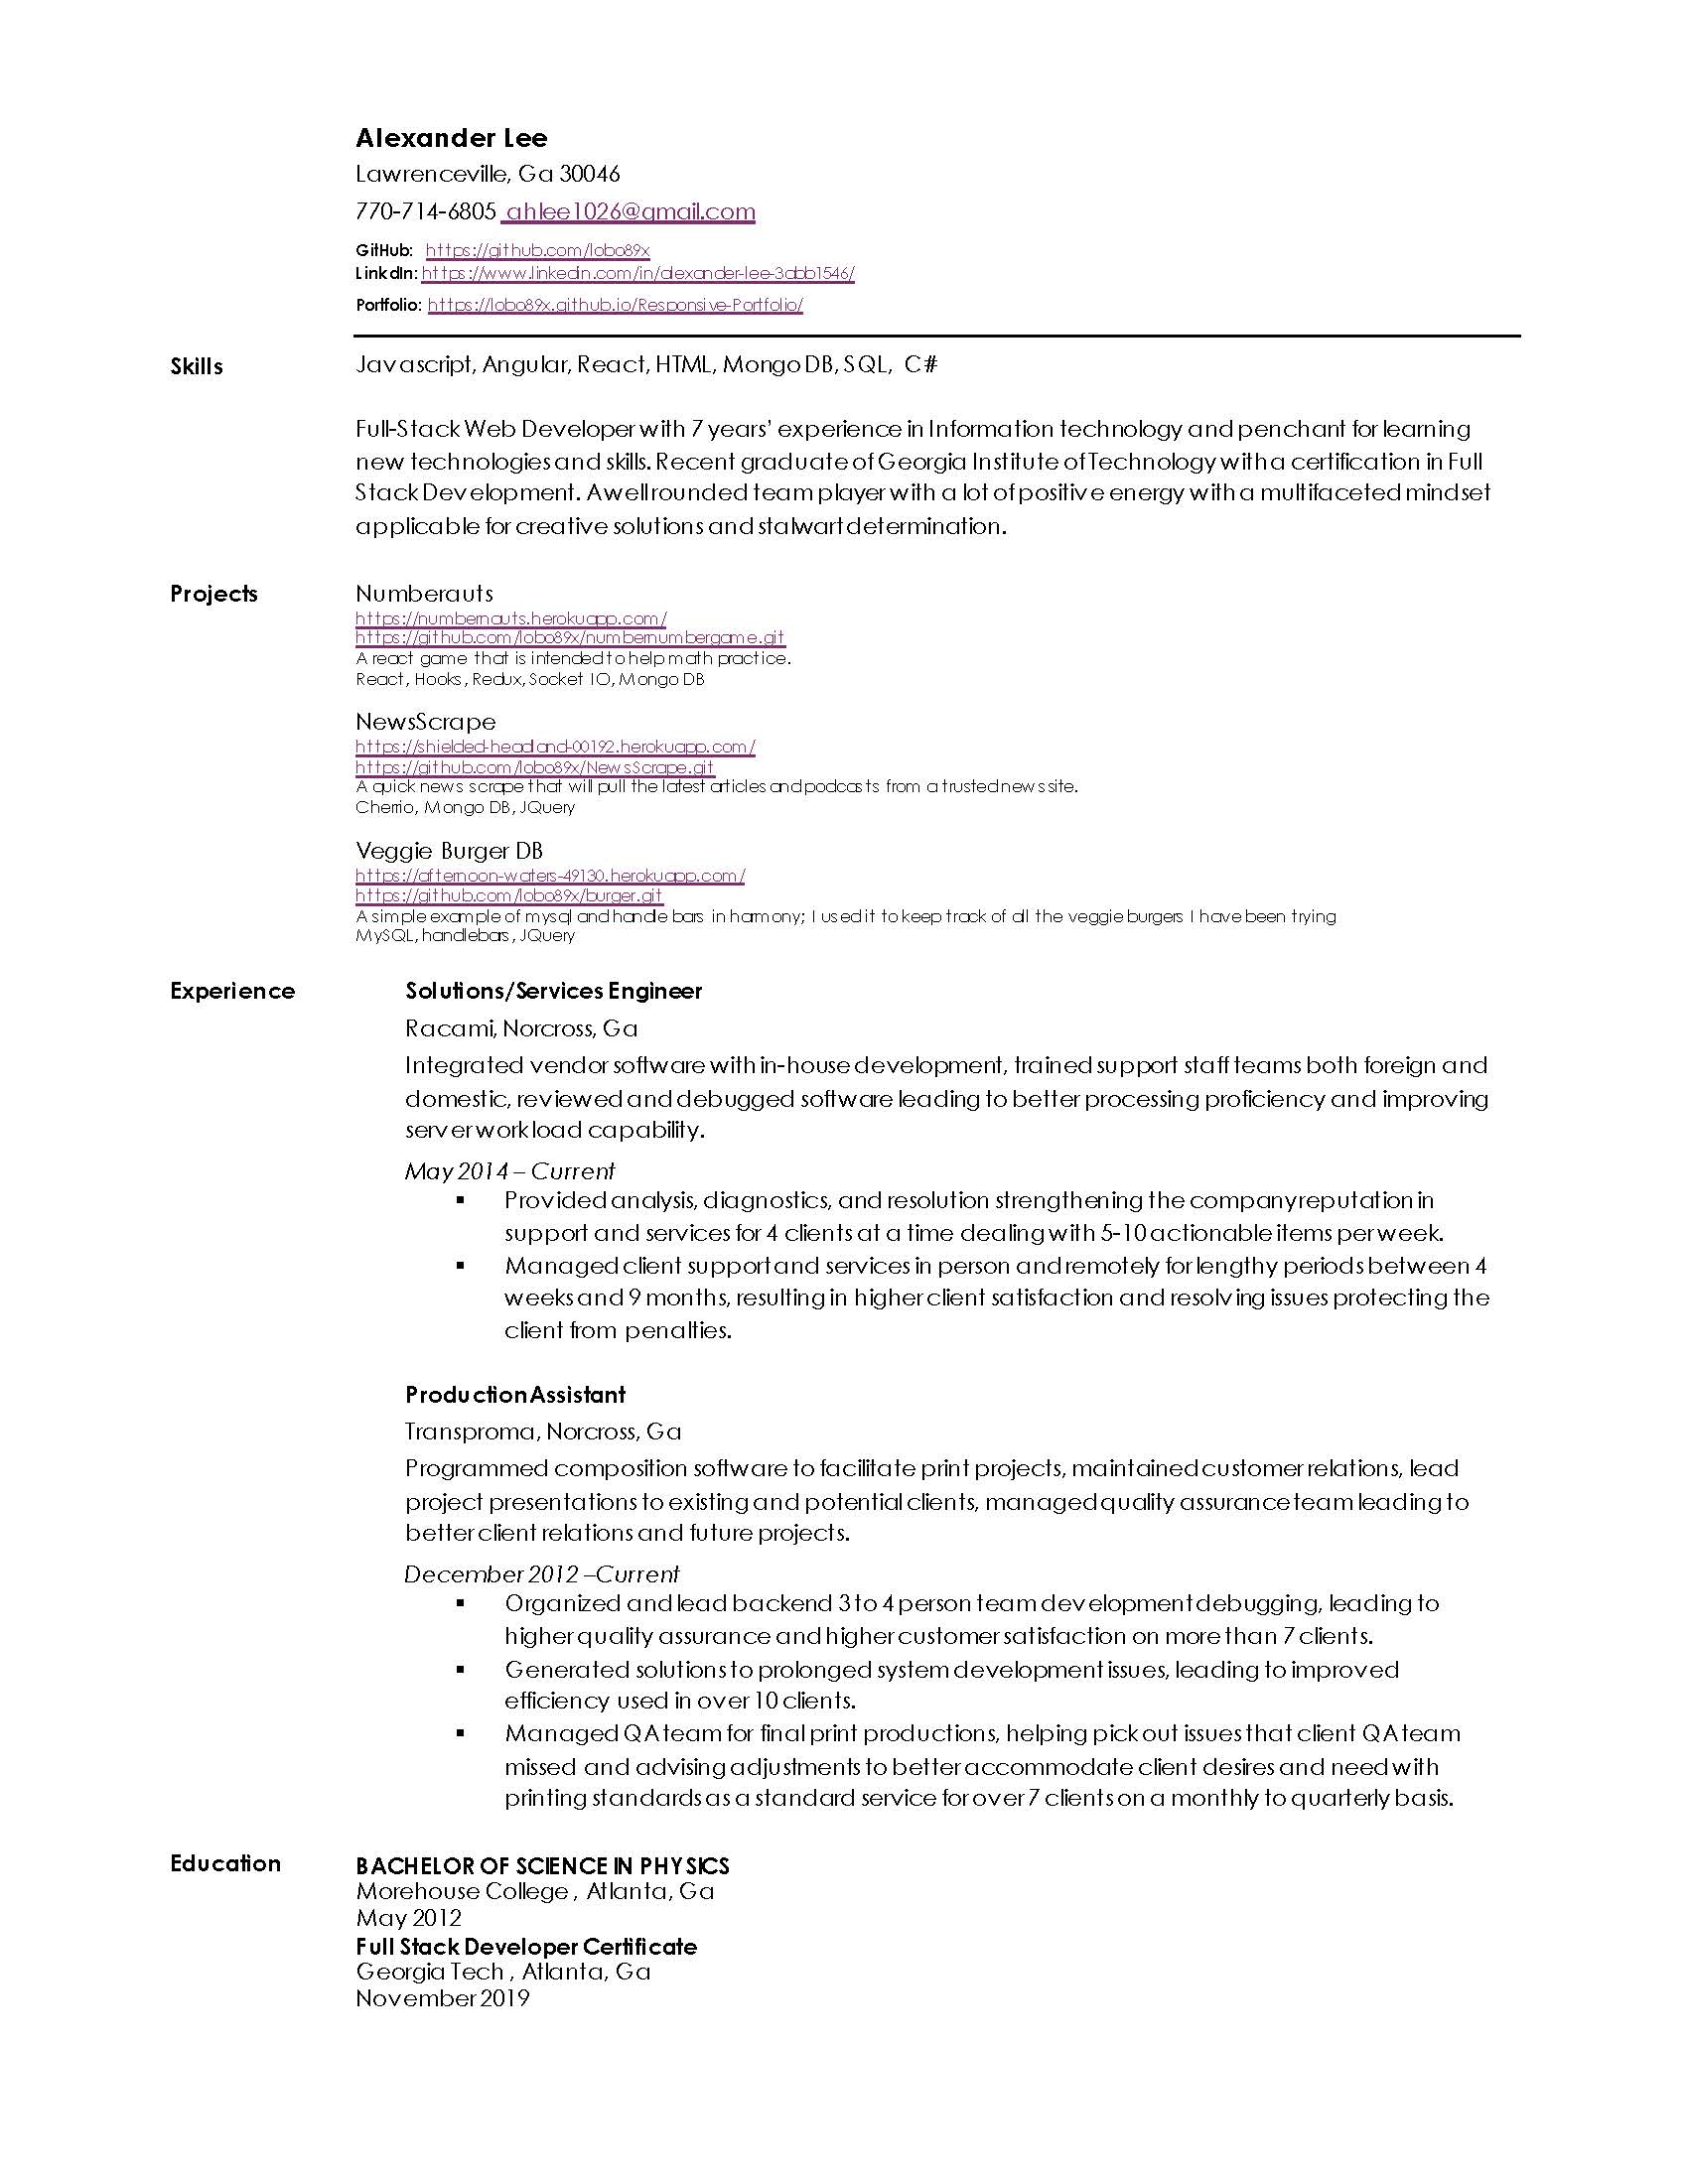 Alexander Lee
Lawrenceville, Ga 30046
770-714-6805 ahlee1026@gmail.com
GitHub: https://github.com/lobo89x
LinkdIn: https://www.linkedin.com/in/alexander-lee-3abb1546/
Portfolio: https://lobo89x.github.io/Responsive-Portfolio/
Skills Javascript, Angular, React, HTML, Mongo DB, SQL, C#
Full-Stack Web Developer with 7 years' experience in Information technology and penchant for learning
new technologies and skills. Recent graduate of Georgia Institute of Technology with a certification in Full
Stack Development. A well rounded team player with a lot of positive energy with a multifaceted mindset
applicable for creative solutions and stalwart determination.
Projects Numberauts
https://numbernauts.herokuapp.com/
https://github.com/lobo89x/numbernumbergame.git
A react game that is intended to help math practice.
React, Hooks, Redux, Socket IO, Mongo DB
NewsScrape
https://shielded-headland-00192.herokuapp.com/
https://github.com/lobo89x/NewsScrape.git
A quick news scrape that will pull the latest articles and podcasts from a trusted news site.
Cherrio, Mongo DB, JQuery
Veggie Burger DB
https://afternoon-waters-49130.herokuapp.com/
https://github.com/lobo89x/burger.git
A simple example of mysql and handle bars in harmony; I used it to keep track of all the veggie burgers I have been trying
MySQL, handlebars, JQuery
Experience Solutions/Services Engineer
Racami, Norcross, Ga
Integrated vendor software with in-house development, trained support staff teams both foreign and
domestic, reviewed and debugged software leading to better processing proficiency and improving
server workload capability.
May 2014 – Current
▪ Provided analysis, diagnostics, and resolution strengthening the company reputation in
support and services for 4 clients at a time dealing with 5-10 actionable items per week.
▪ Managed client support and services in person and remotely for lengthy periods between 4
weeks and 9 months, resulting in higher client satisfaction and resolving issues protecting the
client from penalties.
Production Assistant
Transproma, Norcross, Ga
Programmed composition software to facilitate print projects, maintained customer relations, lead
project presentations to existing and potential clients, managed quality assurance team leading to
better client relations and future projects.
December 2012 –Current
▪ Organized and lead backend 3 to 4 person team development debugging, leading to
higher quality assurance and higher customer satisfaction on more than 7 clients.
▪ Generated solutions to prolonged system development issues, leading to improved
efficiency used in over 10 clients.
▪ Managed QA team for final print productions, helping pick out issues that client QA team
missed and advising adjustments to better accommodate client desires and need with
printing standards as a standard service for over 7 clients on a monthly to quarterly basis.
Education BACHELOR OF SCIENCE IN PHYSICS
Morehouse College , Atlanta, Ga
May 2012
Full Stack Developer Certificate
Georgia Tech , Atlanta, Ga
November 2019